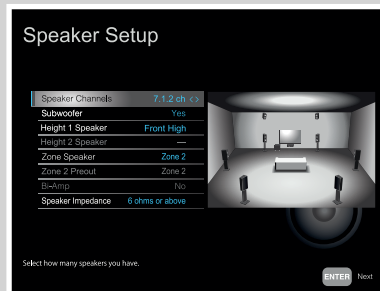 Speaker Setup
Speaker Channels 7.1.2 ch < >
Subwoofer Yes
Height 1 Speaker Front High
Height 2 Speaker ---
Zone Speaker Zone 2
Zone 2 Preout Zone 2
Bi-Amp No
Speaker Impedance 6 ohms or above
Select how many speakers you have.
ENTER Next